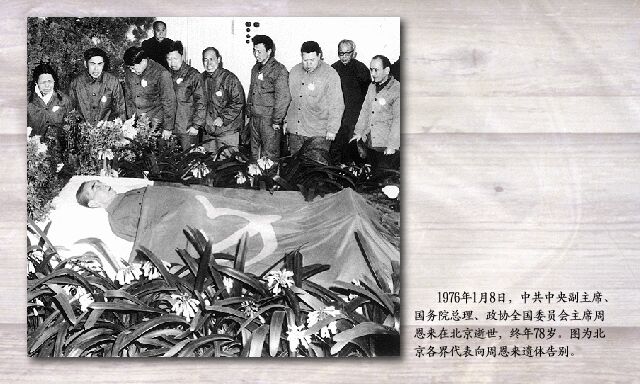 1976年1月8日，中共中央副主席、
国务院总理、政协全国委员会主席周
恩来在北京逝世，终年78岁。图为北
京各界代表向周恩来遗体告别。